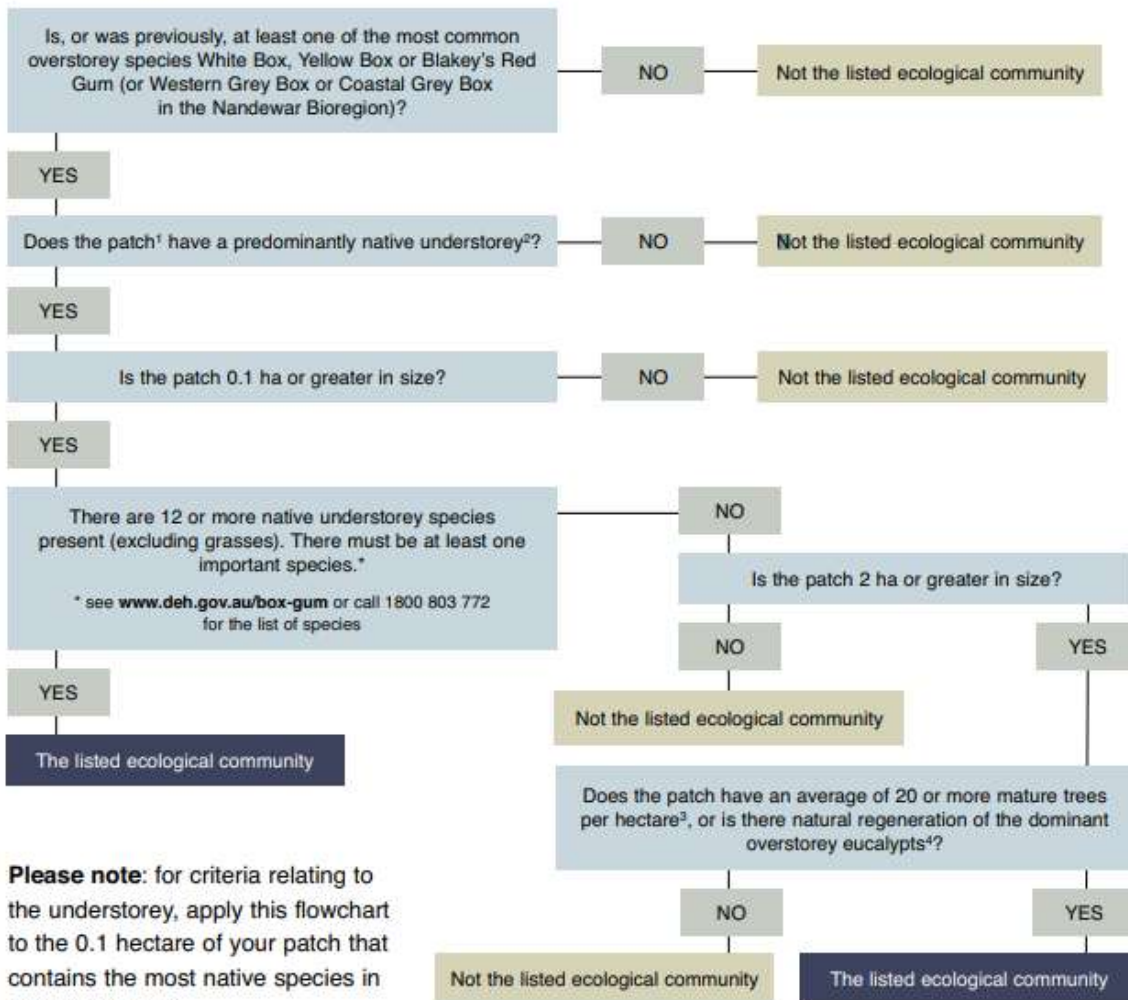 Is, or was previously, at least one of the most common
overstorey species White Box, Yellow Box or Blakey's Red
Gum (or Western Grey Box or Coastal Grey Box
in the Nandewar Bioregion)?
NO
Not the listed ecological community
YES
Does the patch¹ have a predominantly native understorey²?
NO
Not the listed ecological community
YES
Is the patch 0.1 ha or greater in size?
NO
Not the listed ecological community
YES
There are 12 or more native understorey species
present (excluding grasses). There must be at least one
important species.*
* see www.deh.gov.au/box-gum or call 1800 803 772
for the list of species
NO
Is the patch 2 ha or greater in size?
NO
YES
YES
Not the listed ecological community
The listed ecological community
Does the patch have an average of 20 or more mature trees
per hectare³, or is there natural regeneration of the dominant
overstorey eucalypts⁴?
NO
YES
Not the listed ecological community
The listed ecological community
Please note: for criteria relating to
the understorey, apply this flowchart
to the 0.1 hectare of your patch that
contains the most native species in